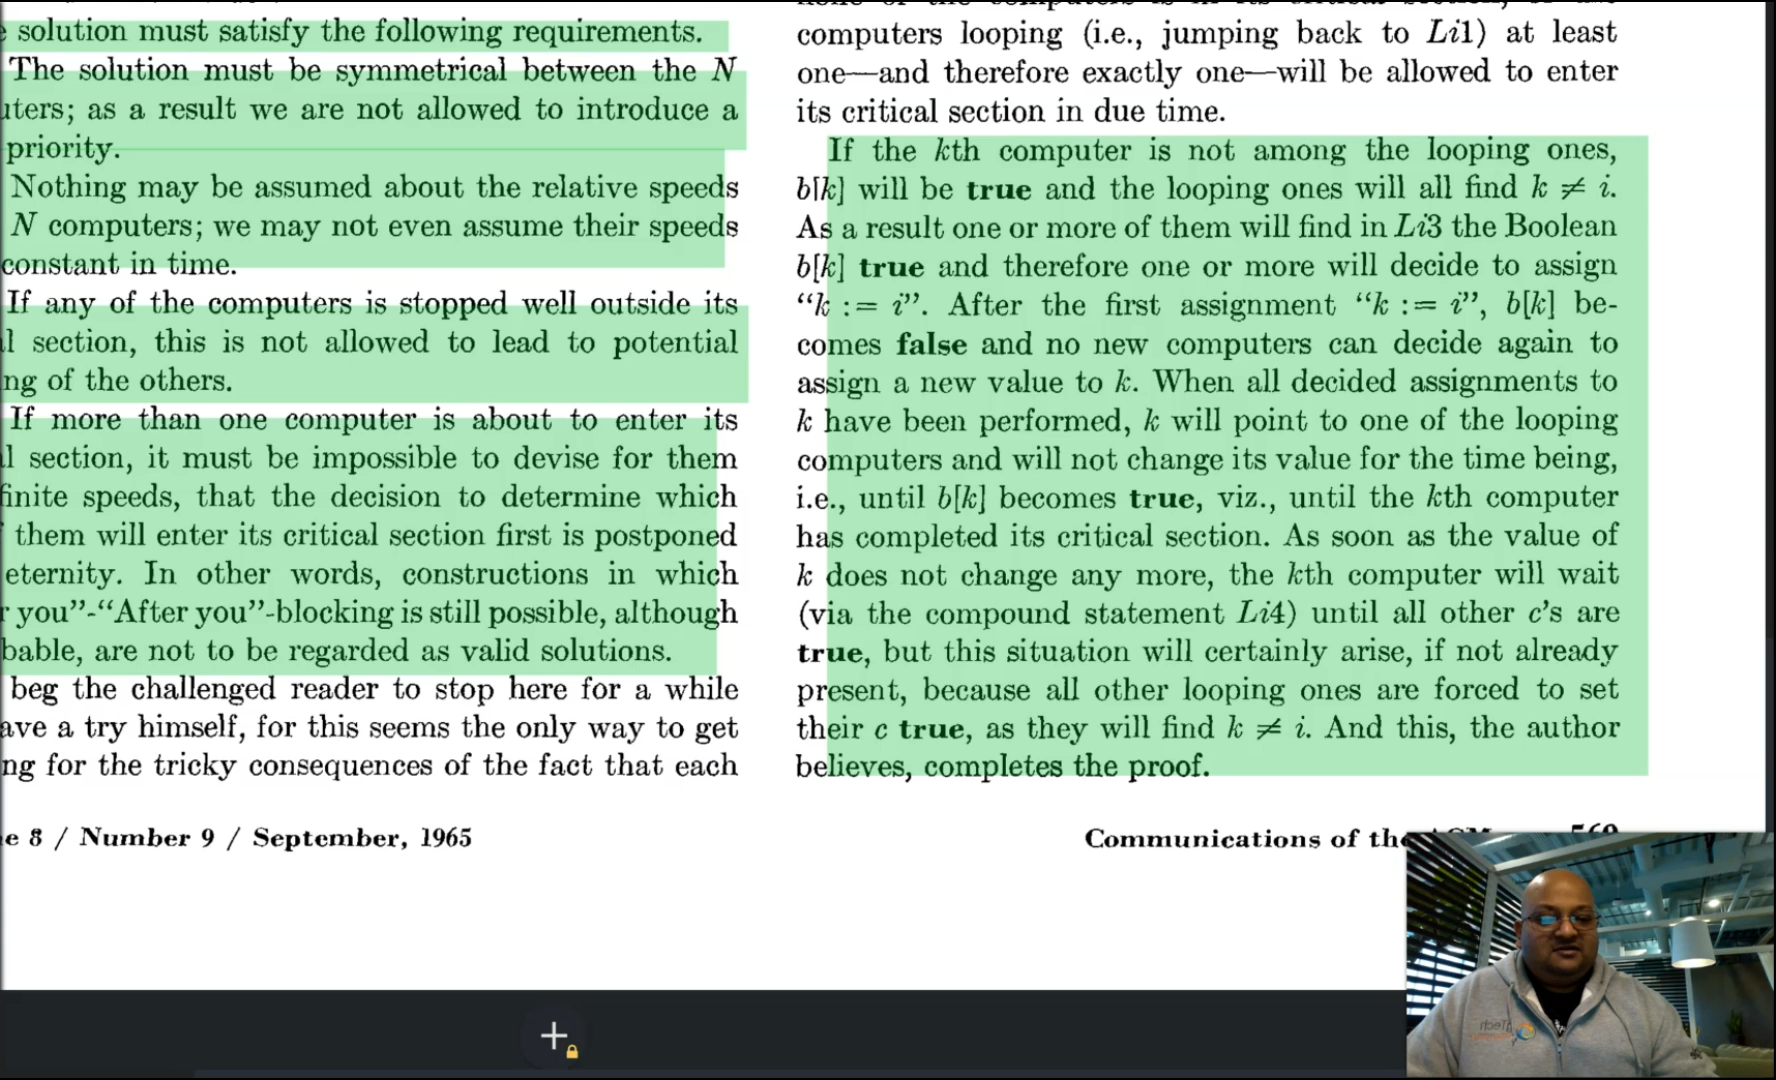 solution must satisfy the following requirements.
The solution must be symmetrical between the N
uters; as a result we are not allowed to introduce a
priority.
Nothing may be assumed about the relative speeds
N computers; we may not even assume their speeds
constant in time.
If any of the computers is stopped well outside its
l section, this is not allowed to lead to potential
ng of the others.
If more than one computer is about to enter its
l section, it must be impossible to devise for them
finite speeds, that the decision to determine which
them will enter its critical section first is postponed
eternity. In other words, constructions in which
r you”-“After you”-blocking is still possible, although
bable, are not to be regarded as valid solutions.
beg the challenged reader to stop here for a while
ave a try himself, for this seems the only way to get
ng for the tricky consequences of the fact that each
e 8 / Number 9 / September, 1965
computers looping (i.e., jumping back to Li1) at least
one—and therefore exactly one—will be allowed to enter
its critical section in due time.
If the kth computer is not among the looping ones,
b[k] will be true and the looping ones will all find k ≠ i.
As a result one or more of them will find in Li3 the Boolean
b[k] true and therefore one or more will decide to assign
“k := i”. After the first assignment “k := i”, b[k] be-
comes false and no new computers can decide again to
assign a new value to k. When all decided assignments to
k have been performed, k will point to one of the looping
computers and will not change its value for the time being,
i.e., until b[k] becomes true, viz., until the kth computer
has completed its critical section. As soon as the value of
k does not change any more, the kth computer will wait
(via the compound statement Li4) until all other c’s are
true, but this situation will certainly arise, if not already
present, because all other looping ones are forced to set
their c true, as they will find k ≠ i. And this, the author
believes, completes the proof.
Communications of the ACM